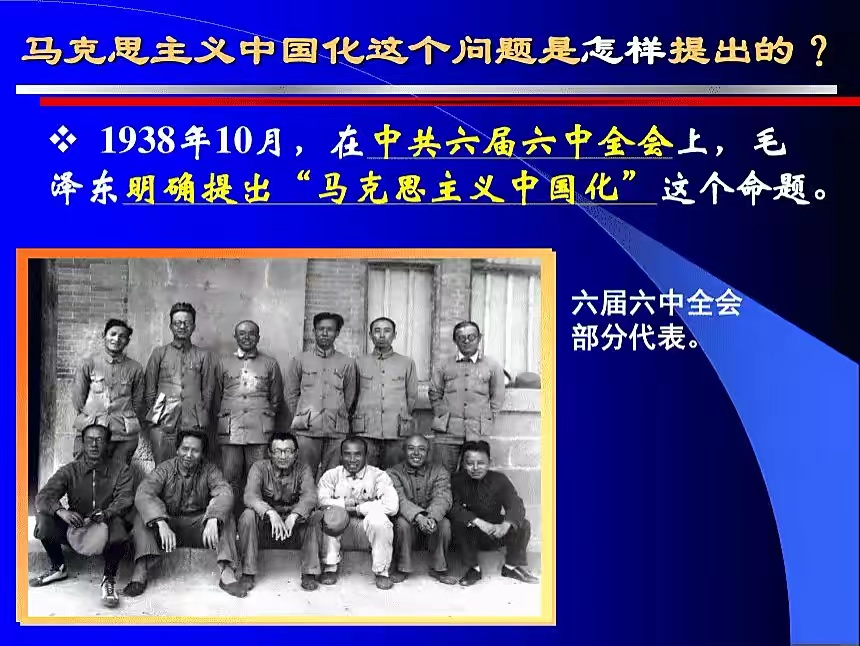 马克思主义中国化这个问题是怎样提出的？
❖ 1938年10月，在中共六届六中全会上，毛
泽东明确提出“马克思主义中国化”这个命题。
六届六中全会
部分代表。